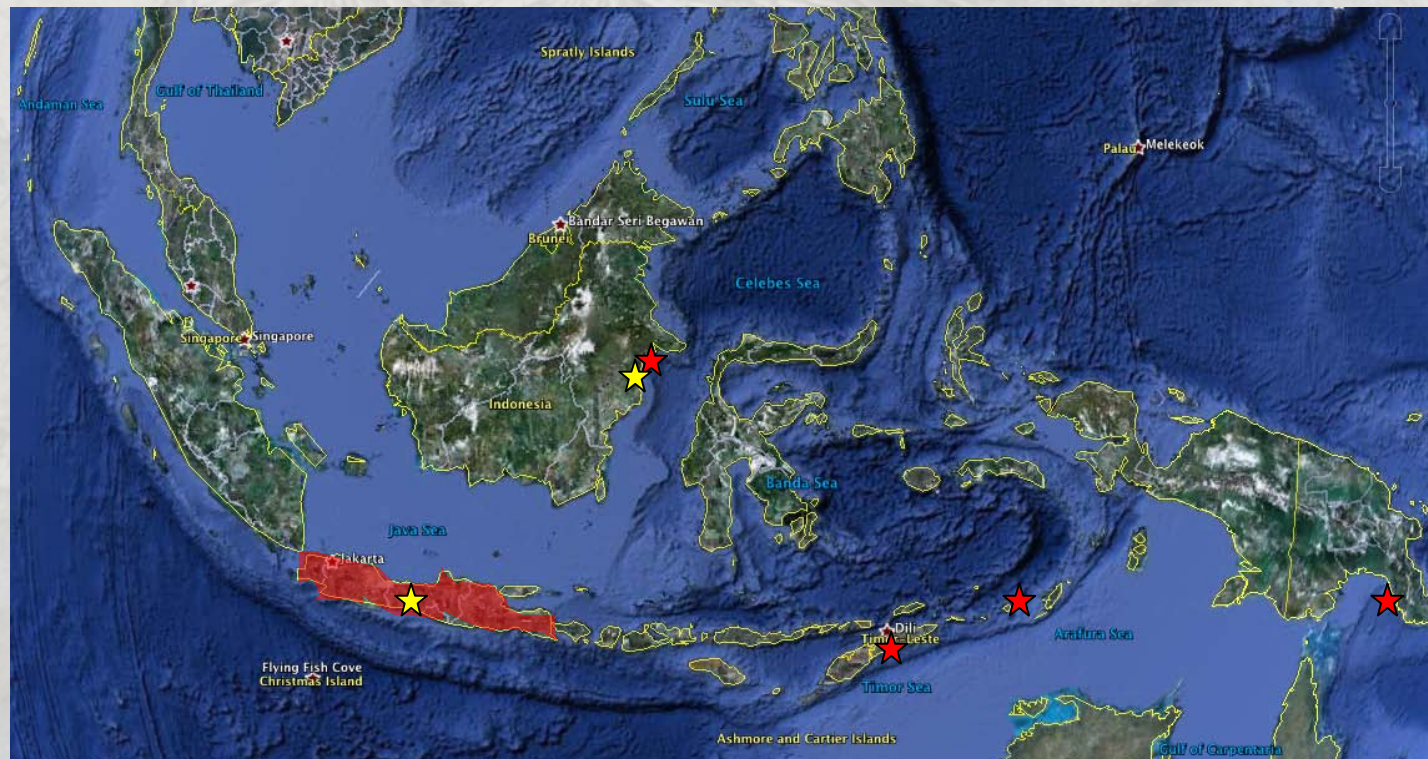 Spratly Islands
Andaman Sea
Gulf of Thailand
Sulu Sea
Palau
Melekeok
Bandar Seri Begawan
Brunei
Celebes Sea
Singapore
Singapore
Indonesia
Banda Sea
Java Sea
Jakarta
Dili
Timor-Leste
Arafura Sea
Flying Fish Cove
Christmas Island
Timor Sea
Ashmore and Cartier Islands
Gulf of Carpentaria